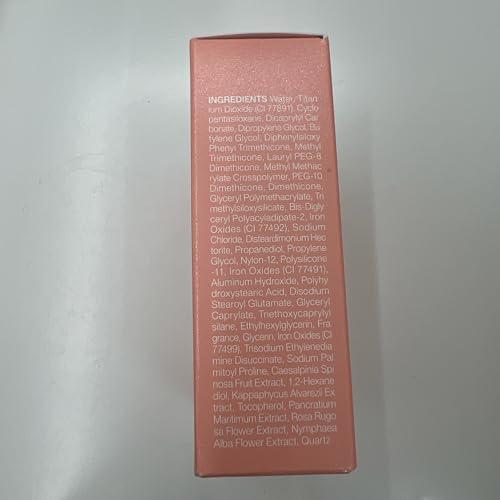 INGREDIENTS Water, Titan
ium Dioxide (CI 77891), Cyclo
pentasiloxane, Dicaprylyl Car
bonate, Dipropylene Glycol, Bu
tylene Glycol, Diphenylsiloxy
Phenyl Trimethicone, Methyl
Trimethicone, Lauryl PEG-8
Dimethicone, Methyl Methac
rylate Crosspolymer, PEG-10
Dimethicone, Dimethicone,
Glyceryl Polymethacrylate, Tri
methylsiloxysilicate, Bis-Digly
ceryl Polyacyladipate-2, Iron
Oxides (CI 77492), Sodium
Chloride, Disteardimonium Hec
torite, Propanediol, Propylene
Glycol, Nylon-12, Polysilicone
-11, Iron Oxides (CI 77491),
Aluminum Hydroxide, Polyhy
droxystearic Acid, Disodium
Stearoyl Glutamate, Glyceryl
Caprylate, Triethoxycaprylyl
silane, Ethylhexylglycerin, Fra
grance, Glycerin, Iron Oxides (CI
77499), Trisodium Ethylenedia
mine Disuccinate, Sodium Pal
mitoyl Proline, Caesalpinia Spi
nosa Fruit Extract, 1,2-Hexane
diol, Kappaphycus Alvarezii Ex
tract, Tocopherol, Pancratium
Maritimum Extract, Rosa Rugo
sa Flower Extract, Nymphaea
Alba Flower Extract, Quartz